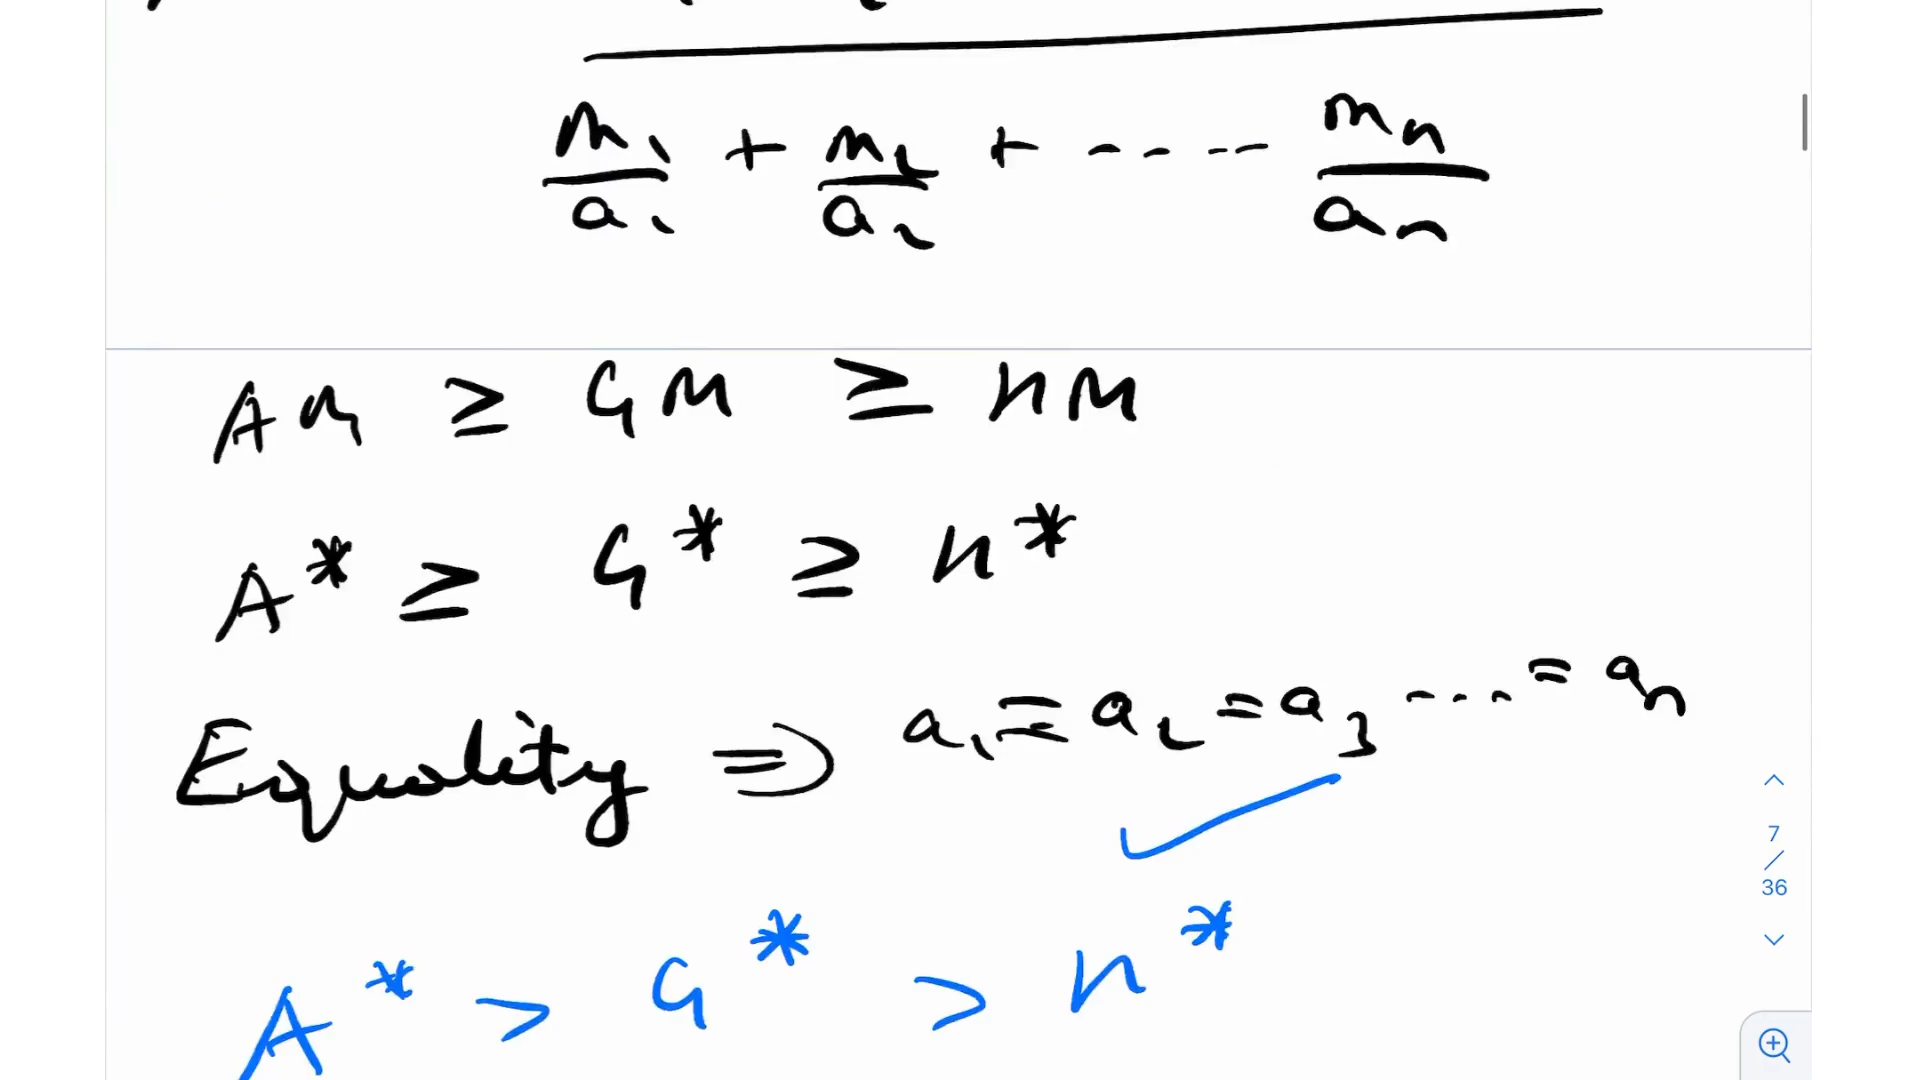 m₁/a₁ + m₂/a₂ + ---- mₙ/aₙ
AM ≥ GM ≥ HM
A* ≥ G* ≥ H*
Equality ⇒ a₁ = a₂ = a₃ ---- = aₙ
A* > G* > H*
7
/
36